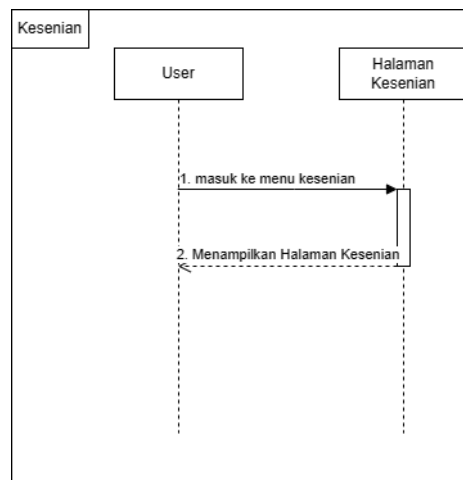 Kesenian
User
Halaman
Kesenian
1. masuk ke menu kesenian
2. Menampilkan Halaman Kesenian